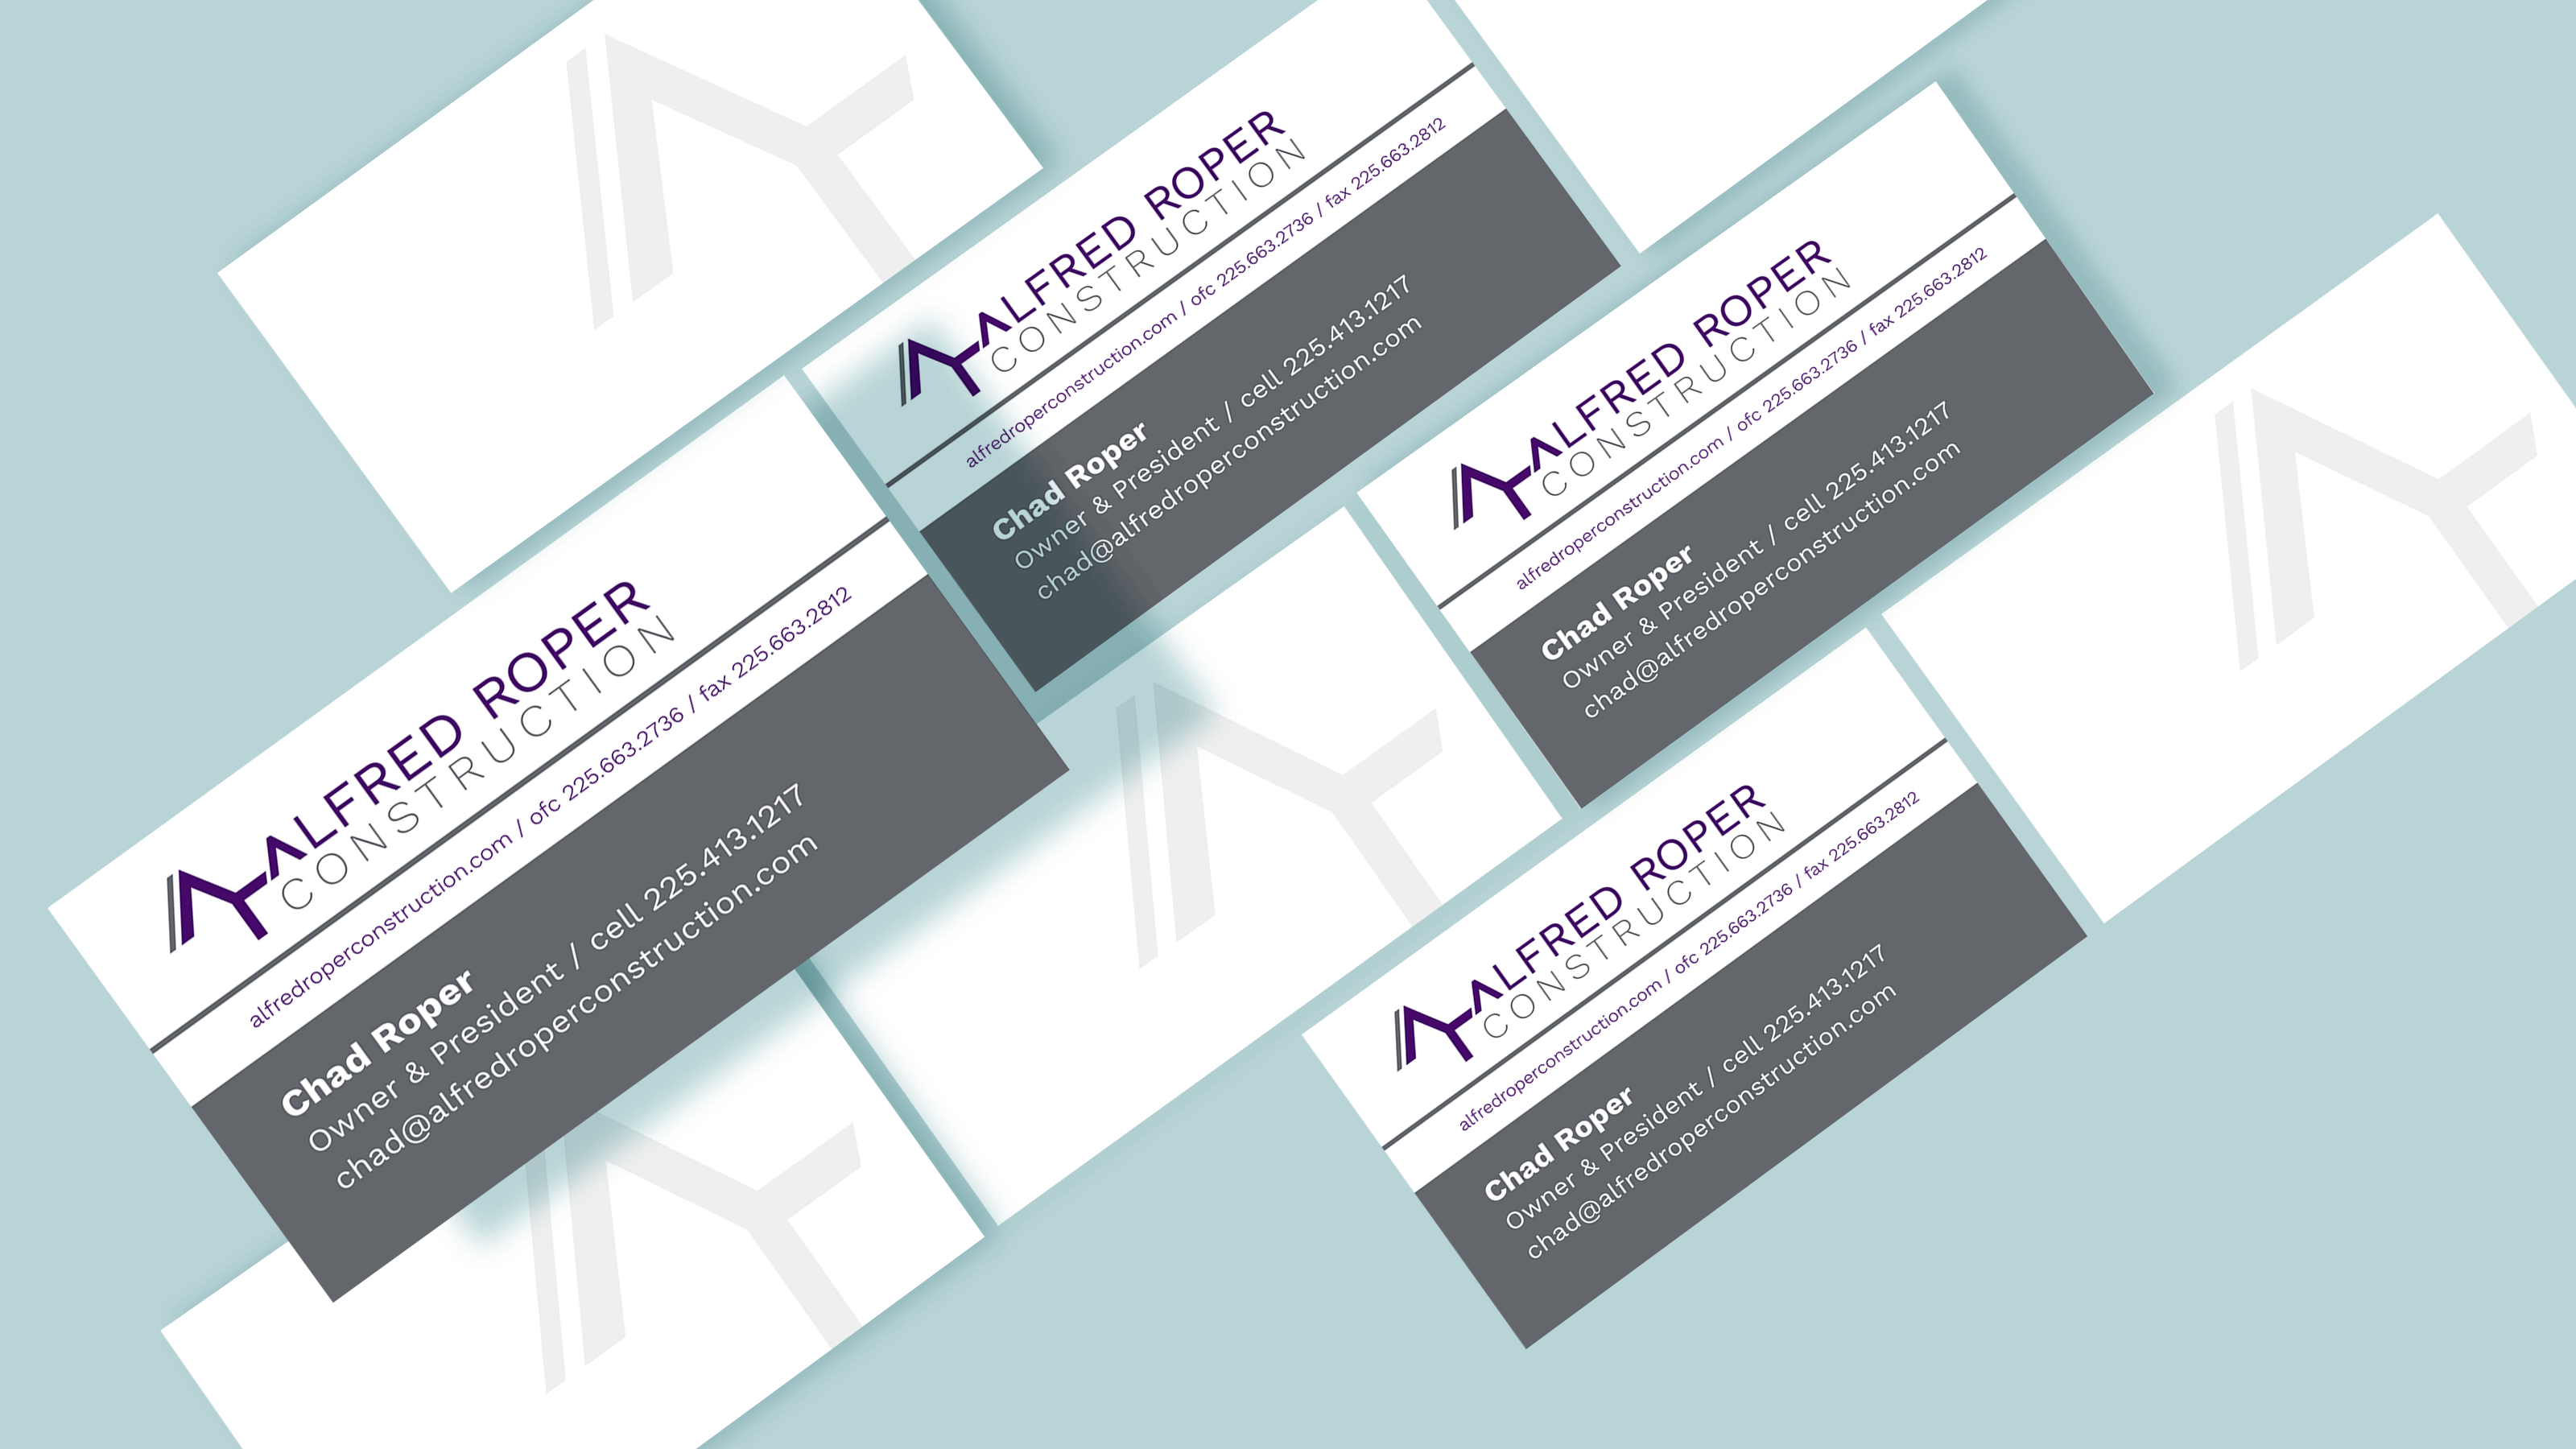 ALFRED ROPER
CONSTRUCTION
alfredroperconstruction.com / ofc 225.663.2736 / fax 225.663.2812
Chad Roper
Owner & President / cell 225.413.1217
chad@alfredroperconstruction.com
ALFRED ROPER
CONSTRUCTION
alfredroperconstruction.com / ofc 225.663.2736 / fax 225.663.2812
Chad Roper
Owner & President / cell 225.413.1217
chad@alfredroperconstruction.com
ALFRED ROPER
CONSTRUCTION
alfredroperconstruction.com / ofc 225.663.2736 / fax 225.663.2812
Chad Roper
Owner & President / cell 225.413.1217
chad@alfredroperconstruction.com
ALFRED ROPER
CONSTRUCTION
alfredroperconstruction.com / ofc 225.663.2736 / fax 225.663.2812
Chad Roper
Owner & President / cell 225.413.1217
chad@alfredroperconstruction.com